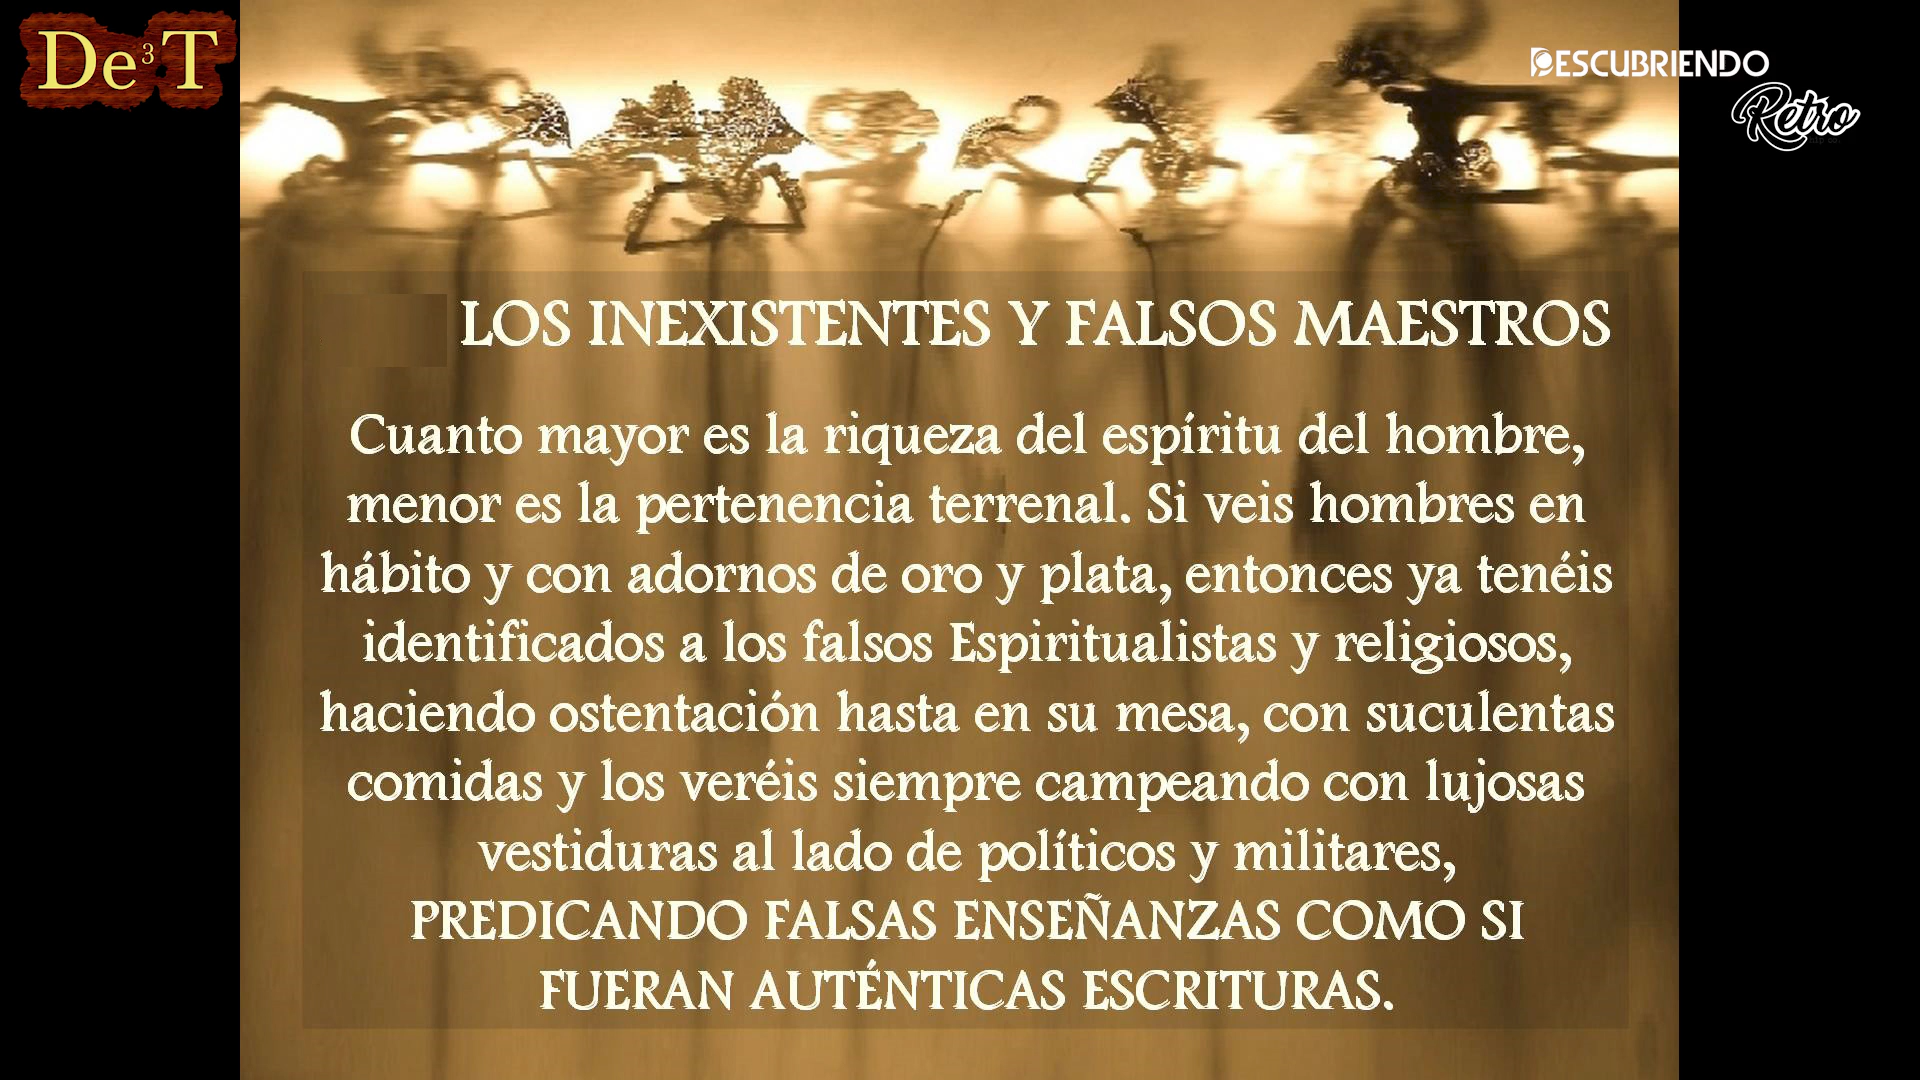 De³T
DESCUBRIENDO
Retro
LOS INEXISTENTES Y FALSOS MAESTROS
Cuanto mayor es la riqueza del espíritu del hombre,
menor es la pertenencia terrenal. Si veis hombres en
hábito y con adornos de oro y plata, entonces ya tenéis
identificados a los falsos Espiritualistas y religiosos,
haciendo ostentación hasta en su mesa, con suculentas
comidas y los veréis siempre campeando con lujosas
vestiduras al lado de políticos y militares,
PREDICANDO FALSAS ENSEÑANZAS COMO SI
FUERAN AUTÉNTICAS ESCRITURAS.